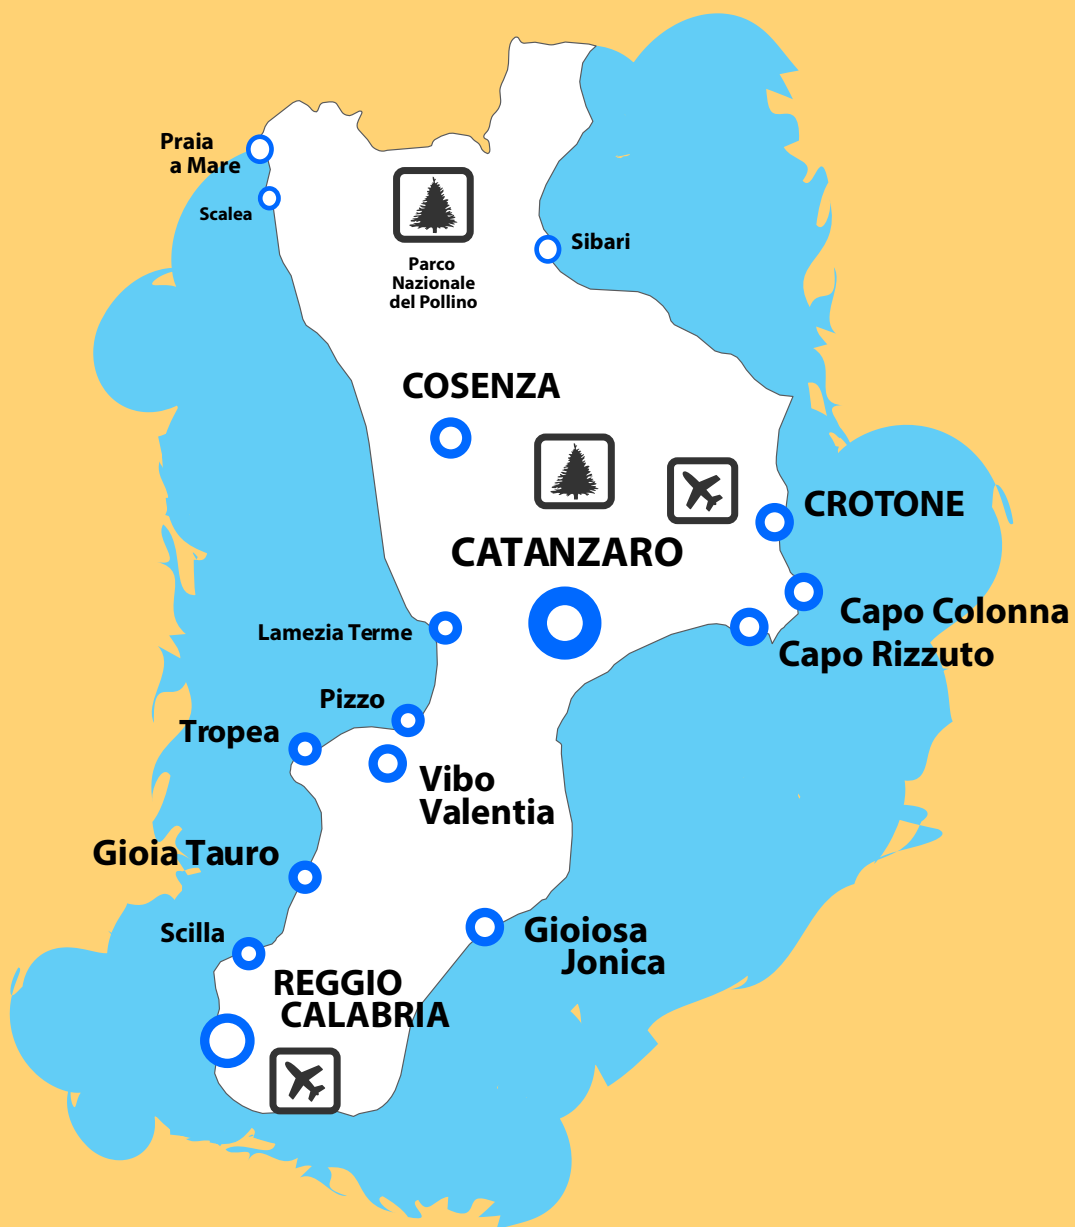 Praia
a Mare
Scalea
Sibari
Parco
Nazionale
del Pollino
COSENZA
CROTONE
CATANZARO
Capo Colonna
Lamezia Terme
Capo Rizzuto
Pizzo
Tropea
Vibo
Valentia
Gioia Tauro
Gioiosa
Jonica
Scilla
REGGIO
CALABRIA